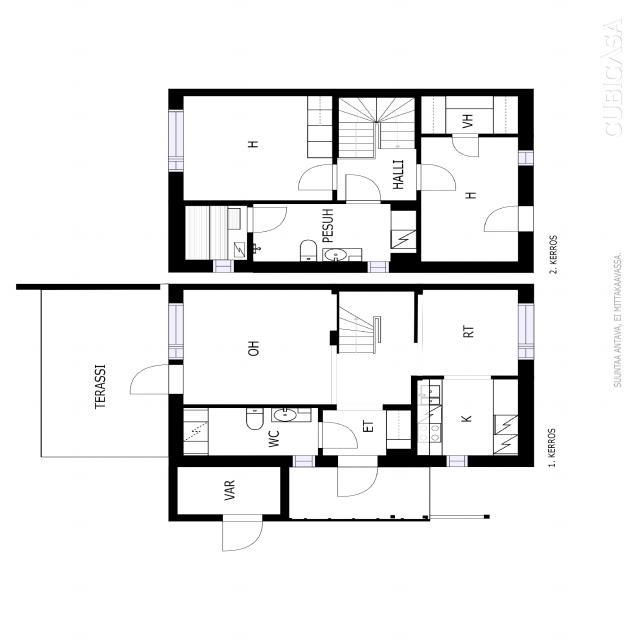 CUBICASA
H
VH
HALLI
H
PESUH
2. KERROS
SUUNTAA ANTAVA, EI MITTAKAAVASSA.
OH
RT
TERASSI
K
ET
WC
1. KERROS
VAR